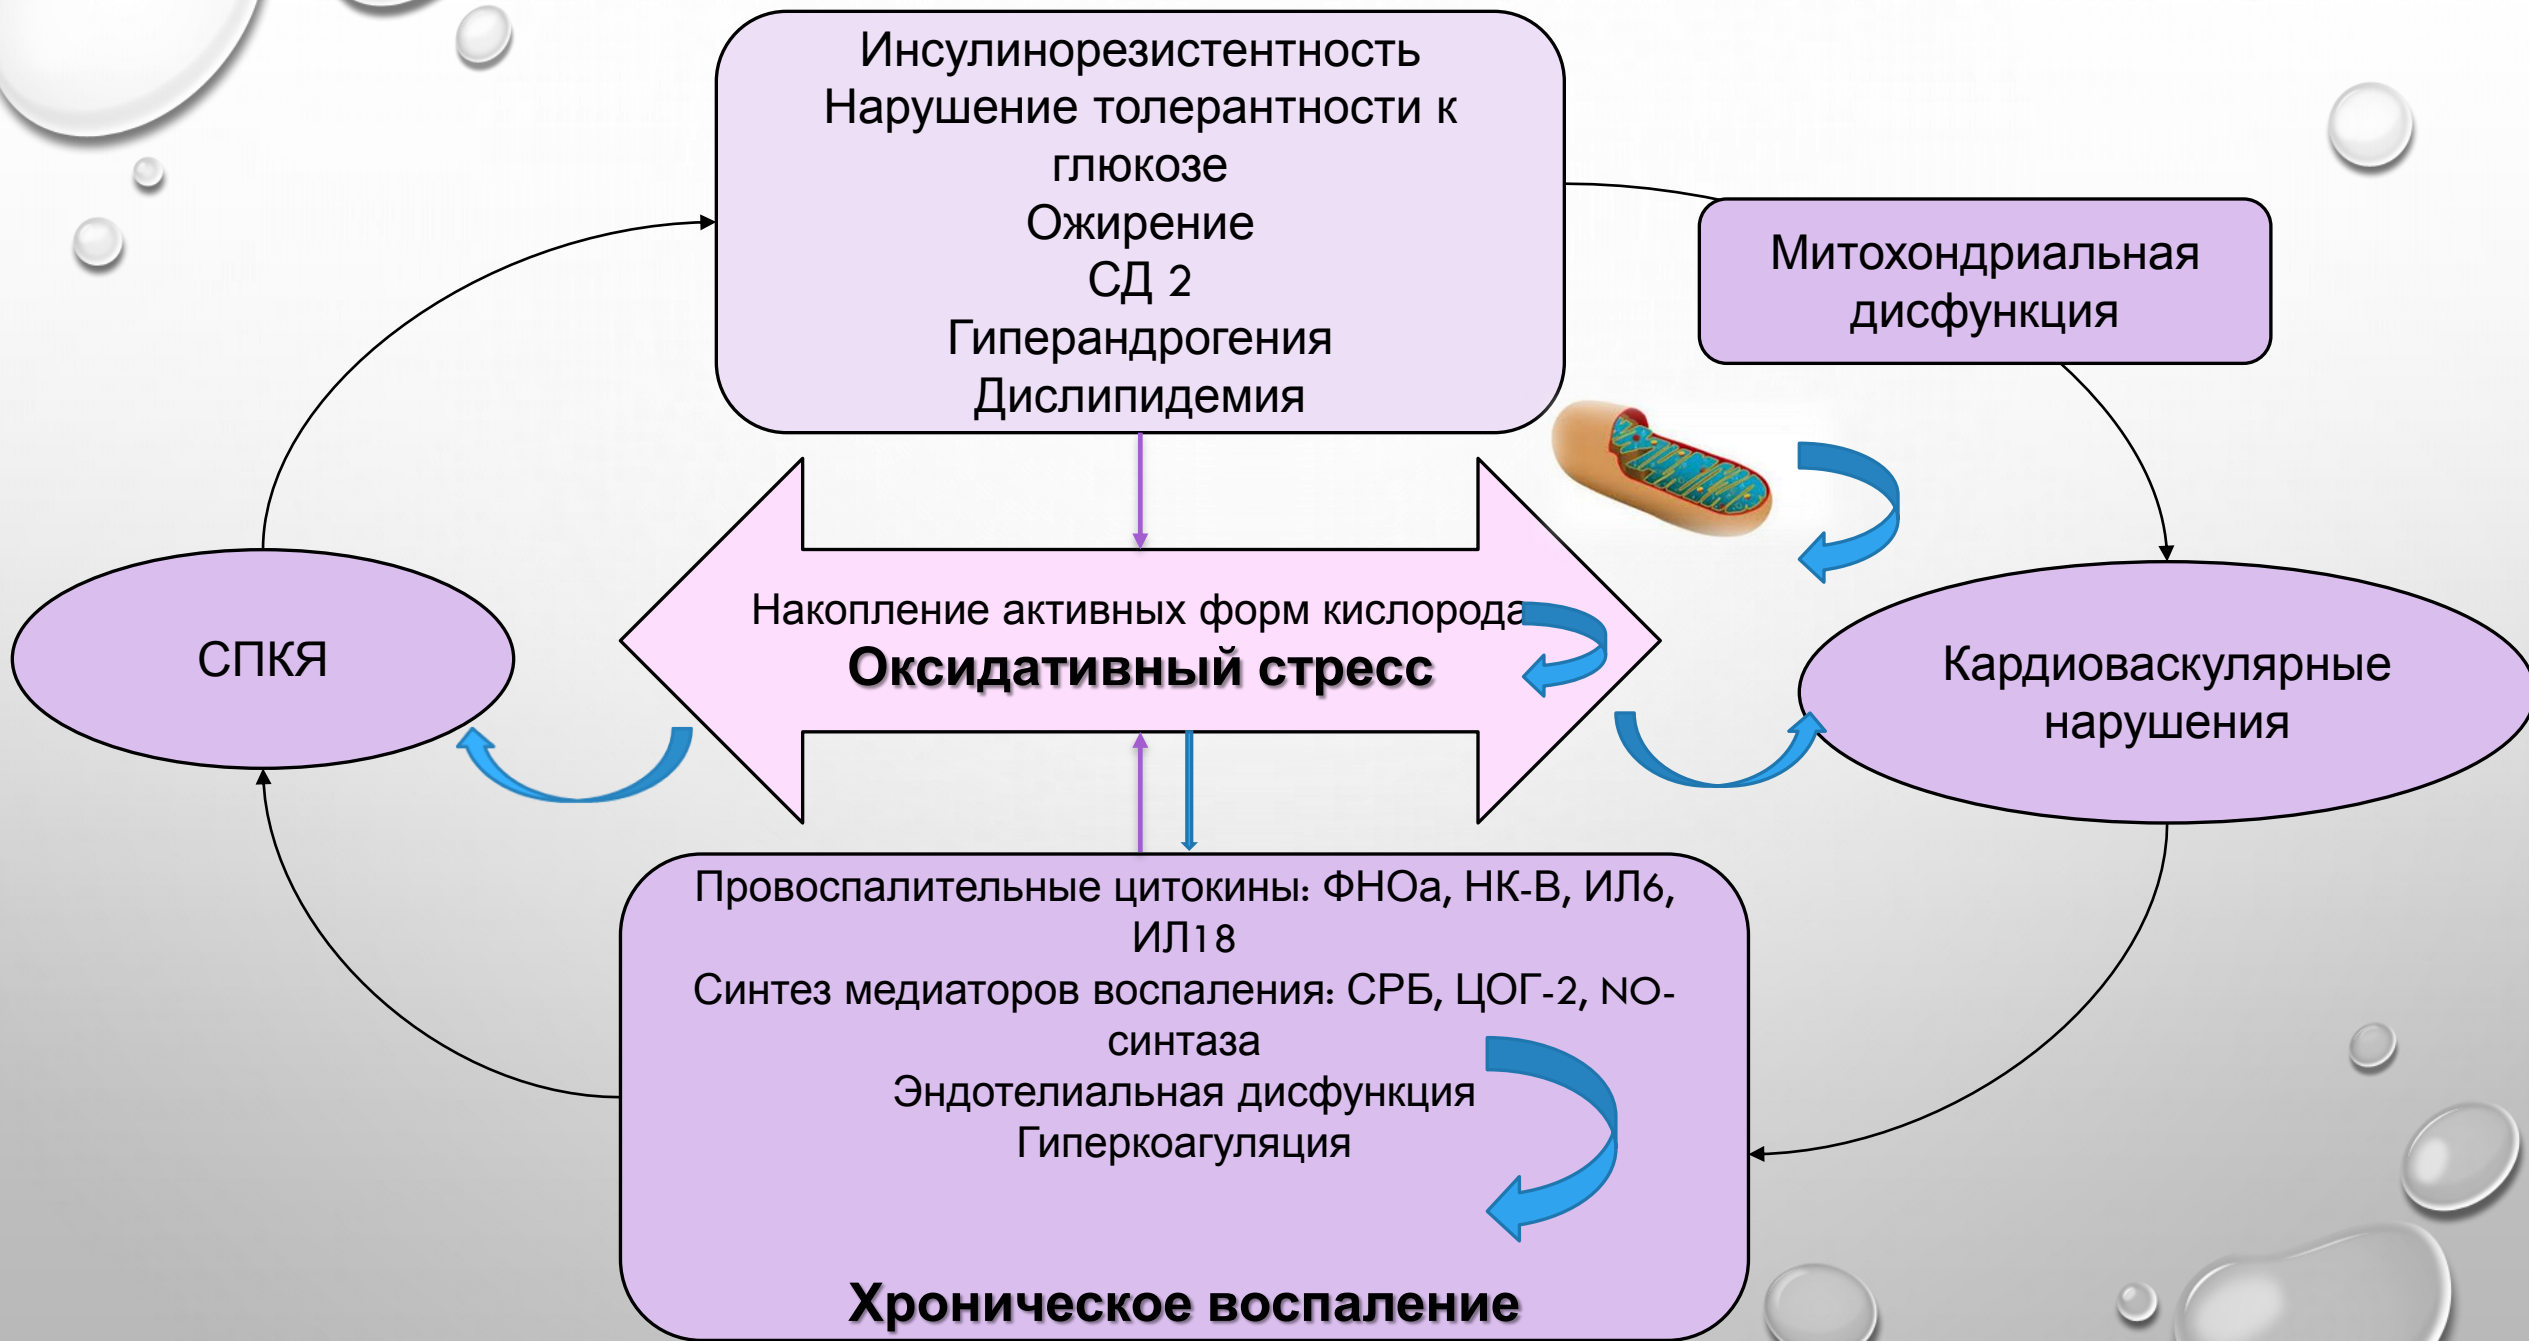 Инсулинорезистентность
Нарушение толерантности к
глюкозе
Ожирение
СД 2
Гиперандрогения
Дислипидемия
Митохондриальная
дисфункция
Накопление активных форм кислорода
Оксидативный стресс
СПКЯ
Кардиоваскулярные
нарушения
Провоспалительные цитокины: ФНОа, НК-В, ИЛ6,
ИЛ18
Синтез медиаторов воспаления: СРБ, ЦОГ-2, NO-
синтаза
Эндотелиальная дисфункция
Гиперкоагуляция
Хроническое воспаление